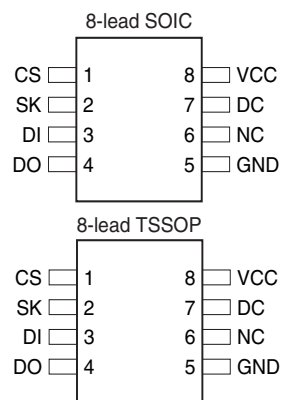 8-lead SOIC
CS 1 8 VCC
SK 2 7 DC
DI 3 6 NC
DO 4 5 GND
8-lead TSSOP
CS 1 8 VCC
SK 2 7 DC
DI 3 6 NC
DO 4 5 GND